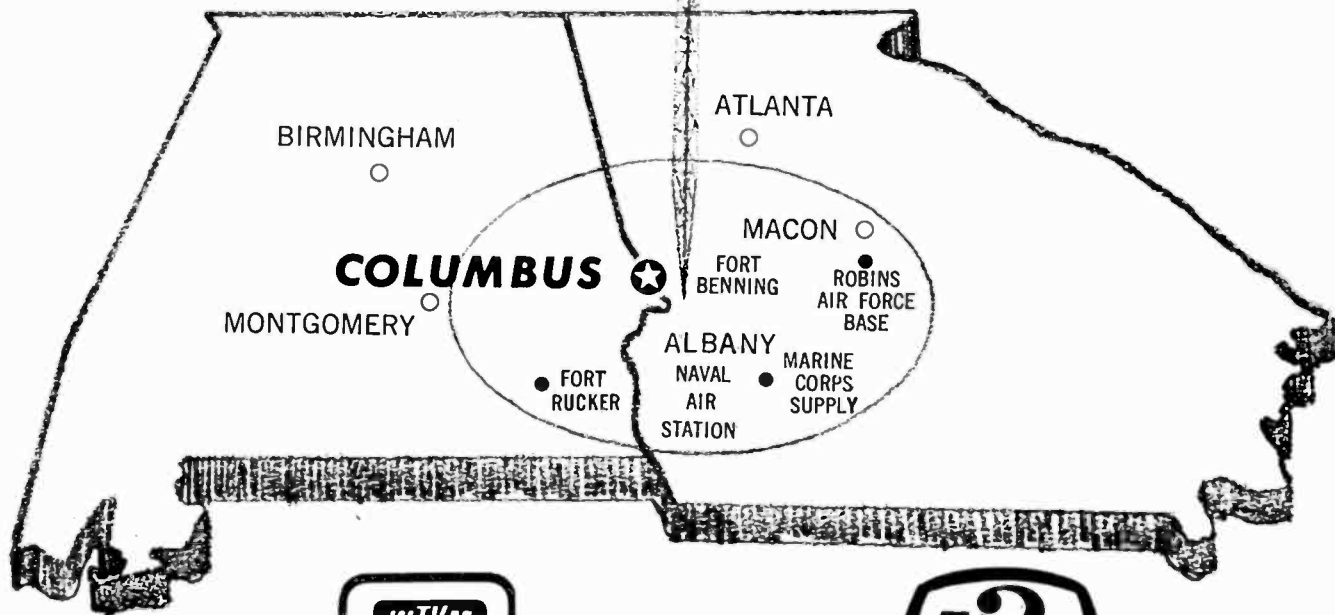 ATLANTA
BIRMINGHAM
MACON
COLUMBUS
FORT
BENNING
ROBINS
AIR FORCE
BASE
MONTGOMERY
ALBANY
NAVAL
AIR
STATION
MARINE
CORPS
SUPPLY
FORT
RUCKER
3